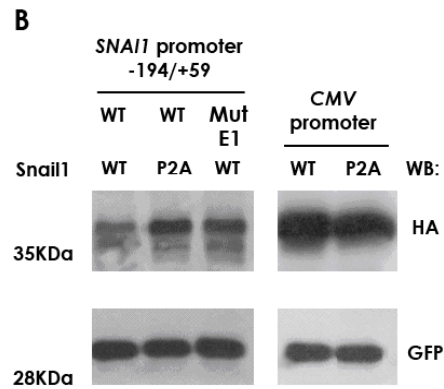 B
SNAI1 promoter
-194/+59
WT WT Mut
E1
CMV
promoter
Snail1 WT P2A WT WT P2A WB:
HA
35KDa
GFP
28KDa